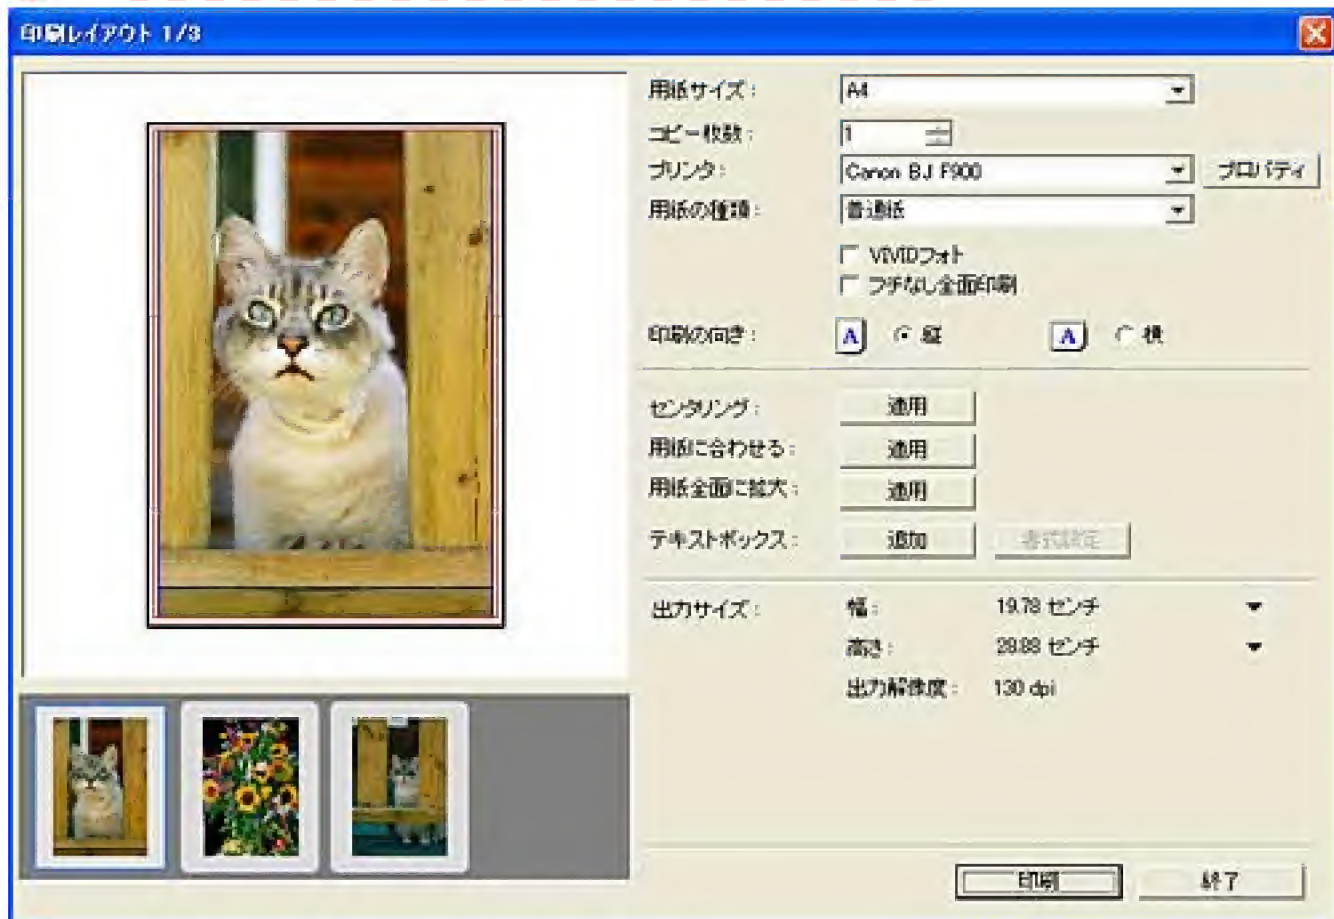 印刷レイアウト 1/3
用紙サイズ： A4
コピー枚数： 1
プリンタ： Canon BJ F900 プロパティ
用紙の種類： 普通紙
VIVIDフォト
フチなし全面印刷
印刷の向き： A 縦 A 横
センタリング： 適用
用紙に合わせる： 適用
用紙全面に拡大： 適用
テキストボックス： 追加 書式設定
出力サイズ： 幅： 19.78 センチ
高さ： 28.88 センチ
出力解像度： 130 dpi
印刷 終了